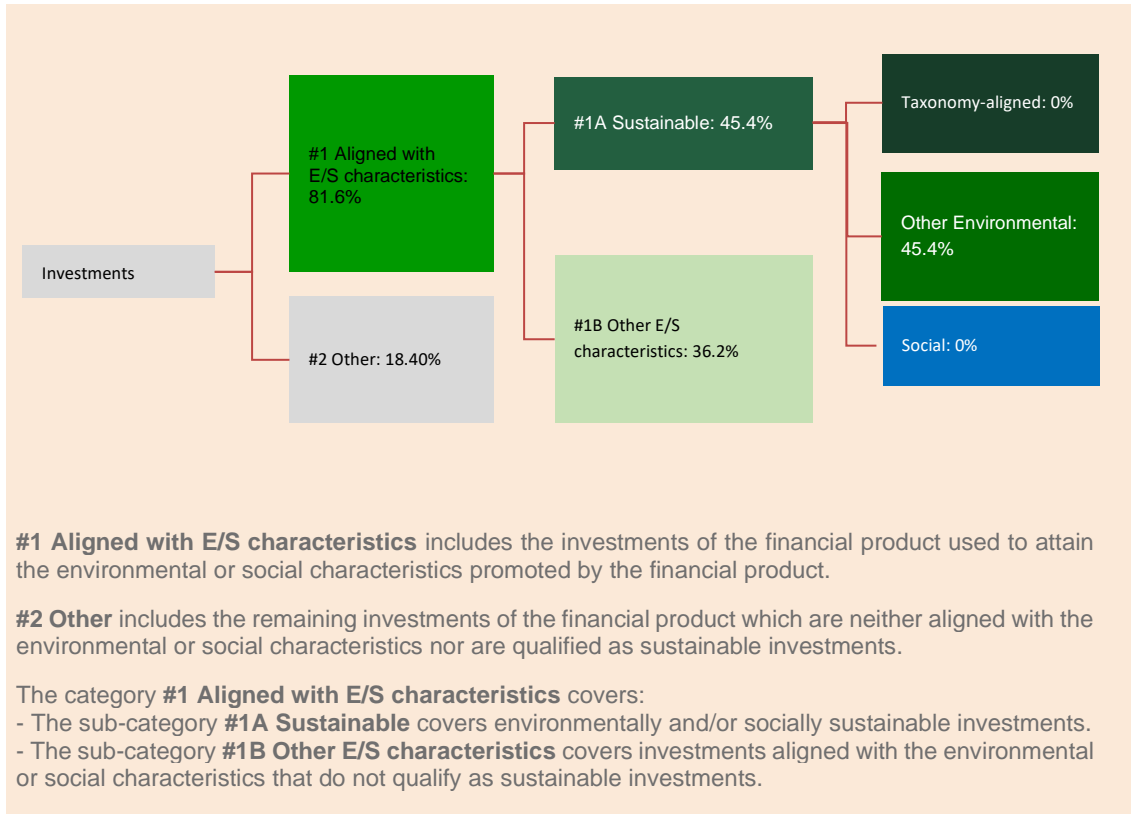 Investments
#1 Aligned with
E/S characteristics:
81.6%
#2 Other: 18.40%
#1A Sustainable: 45.4%
#1B Other E/S
characteristics: 36.2%
Taxonomy-aligned: 0%
Other Environmental:
45.4%
Social: 0%
#1 Aligned with E/S characteristics includes the investments of the financial product used to attain
the environmental or social characteristics promoted by the financial product.
#2 Other includes the remaining investments of the financial product which are neither aligned with the
environmental or social characteristics nor are qualified as sustainable investments.
The category #1 Aligned with E/S characteristics covers:
- The sub-category #1A Sustainable covers environmentally and/or socially sustainable investments.
- The sub-category #1B Other E/S characteristics covers investments aligned with the environmental
or social characteristics that do not qualify as sustainable investments.